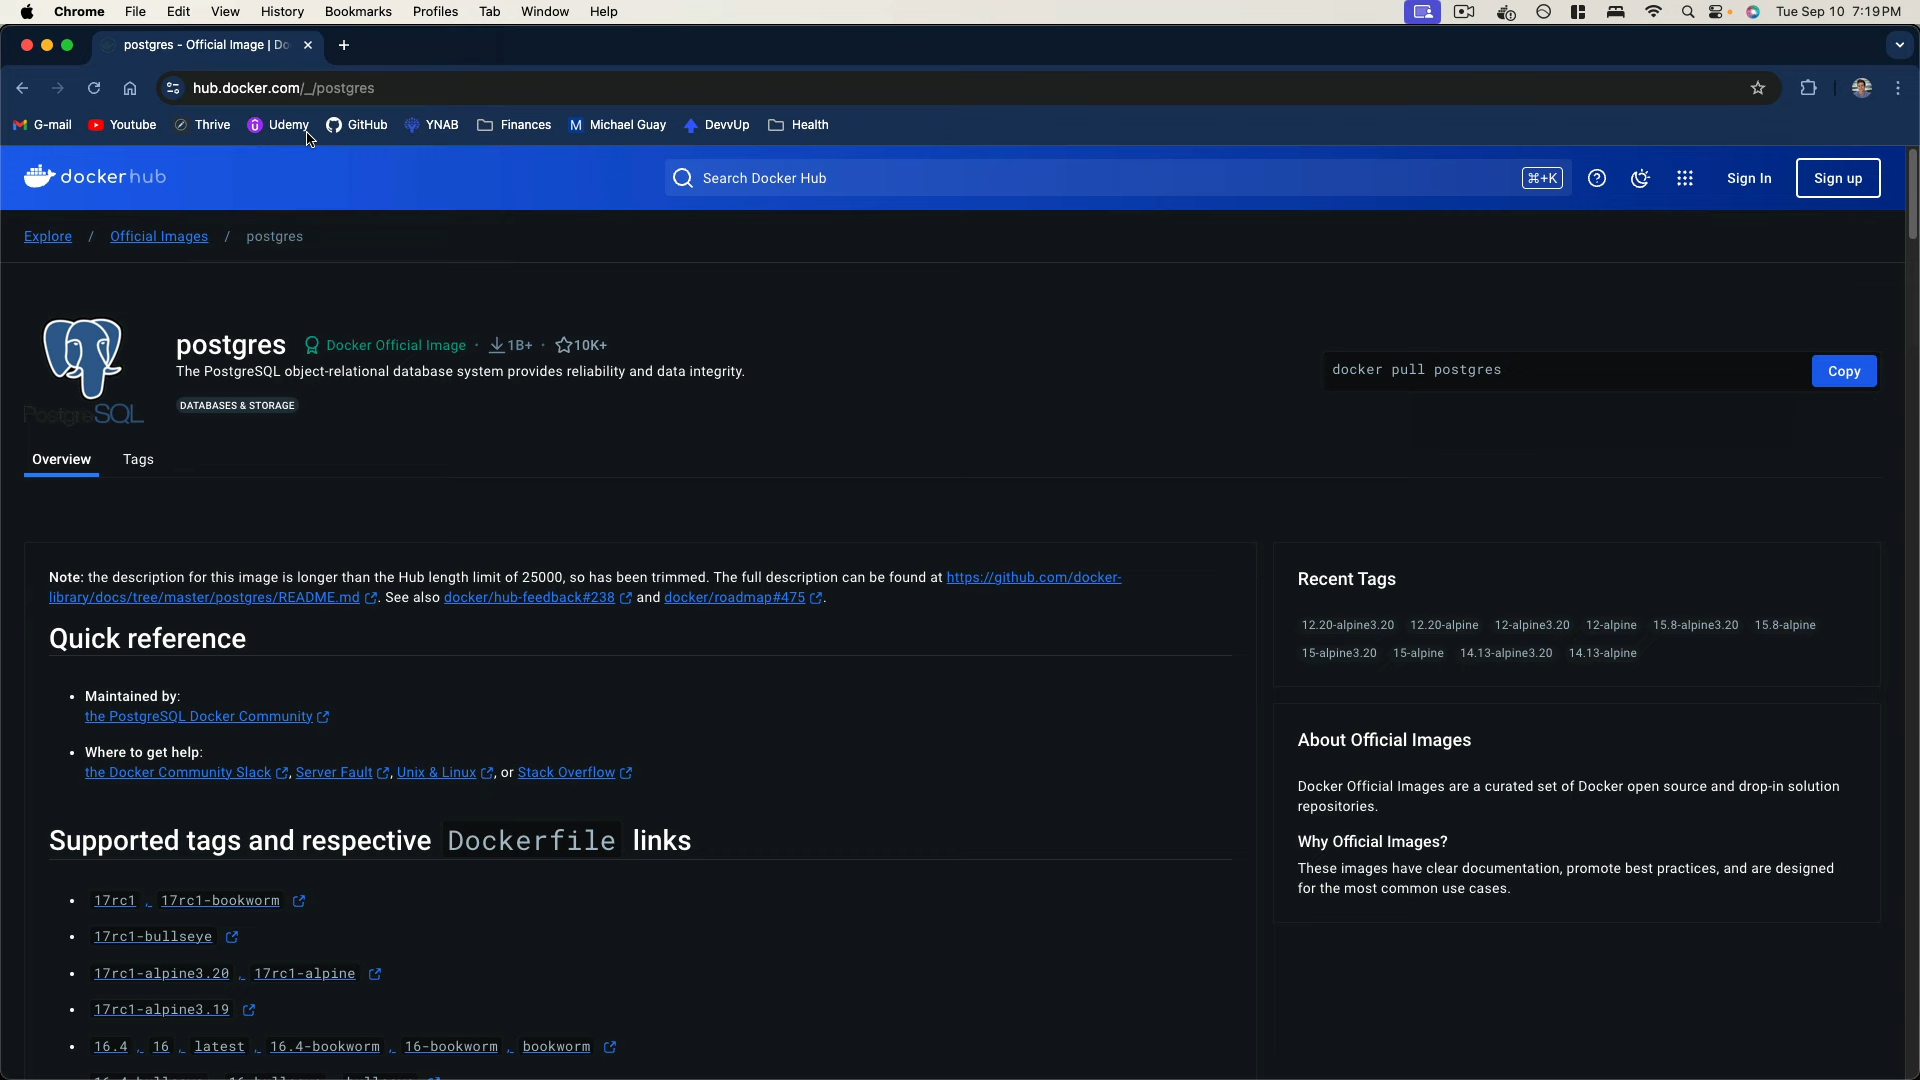 Chrome File Edit View History Bookmarks Profiles Tab Window Help Tue Sep 10 7:19 PM
postgres - Official Image | Do
hub.docker.com/_/postgres
G-mail Youtube Thrive Udemy GitHub YNAB Finances M Michael Guay DevvUp Health
dockerhub Search Docker Hub ⌘+K Sign In Sign up
Explore / Official Images / postgres
postgres Docker Official Image · 1B+ · 10K+
The PostgreSQL object-relational database system provides reliability and data integrity.
docker pull postgres Copy
DATABASES & STORAGE
PostgreSQL
Overview Tags
Note: the description for this image is longer than the Hub length limit of 25000, so has been trimmed. The full description can be found at https://github.com/docker-
library/docs/tree/master/postgres/README.md . See also docker/hub-feedback#238 and docker/roadmap#475 .
Quick reference
• Maintained by:
the PostgreSQL Docker Community
• Where to get help:
the Docker Community Slack , Server Fault , Unix & Linux , or Stack Overflow
Supported tags and respective Dockerfile links
• 17rc1 , 17rc1-bookworm
• 17rc1-bullseye
• 17rc1-alpine3.20 , 17rc1-alpine
• 17rc1-alpine3.19
• 16.4 , 16 , latest , 16.4-bookworm , 16-bookworm , bookworm
Recent Tags
12.20-alpine3.20 12.20-alpine 12-alpine3.20 12-alpine 15.8-alpine3.20 15.8-alpine
15-alpine3.20 15-alpine 14.13-alpine3.20 14.13-alpine
About Official Images
Docker Official Images are a curated set of Docker open source and drop-in solution
repositories.
Why Official Images?
These images have clear documentation, promote best practices, and are designed
for the most common use cases.